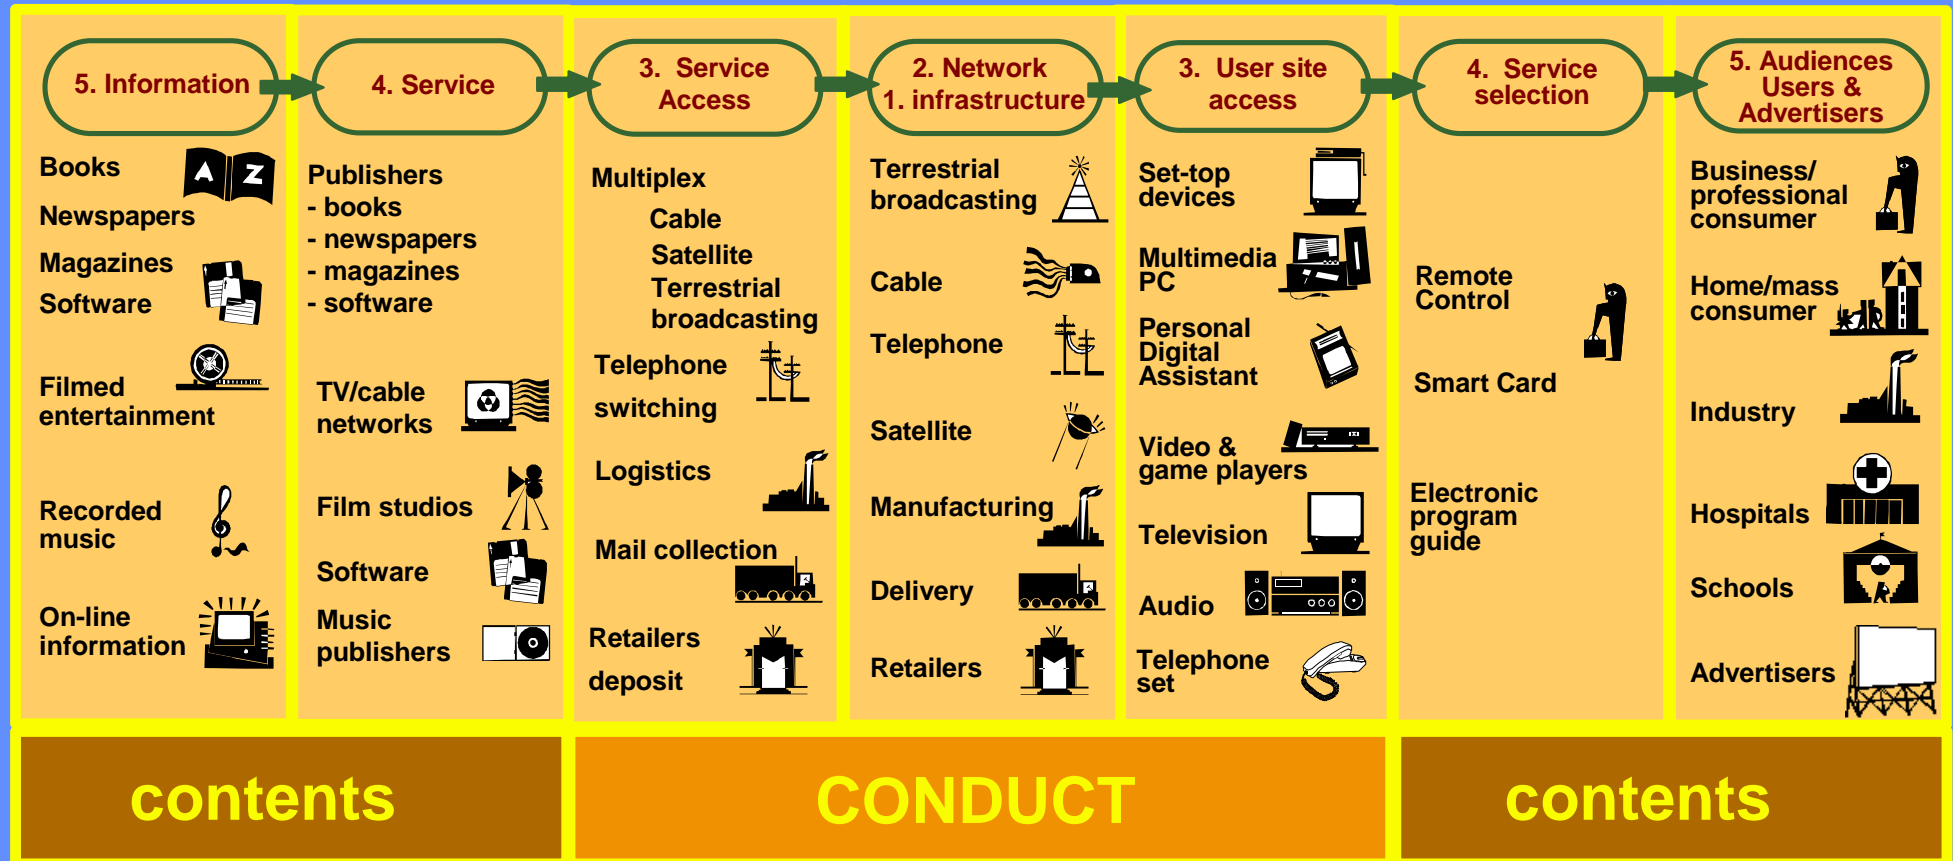 5. Information
Books
A Z
Newspapers
Magazines
Software
Filmed
entertainment
Recorded
music
On-line
information
4. Service
Publishers
- books
- newspapers
- magazines
- software
TV/cable
networks
Film studios
Software
Music
publishers
3. Service
Access
Multiplex
Cable
Satellite
Terrestrial
broadcasting
Telephone
switching
Logistics
Mail collection
Retailers
deposit
2. Network
1. infrastructure
Terrestrial
broadcasting
Cable
Telephone
Satellite
Manufacturing
Delivery
Retailers
3. User site
access
Set-top
devices
Multimedia
PC
Personal
Digital
Assistant
Video &
game players
Television
Audio
Telephone
set
4. Service
selection
Remote
Control
Smart Card
Electronic
program
guide
5. Audiences
Users &
Advertisers
Business/
professional
consumer
Home/mass
consumer
Industry
Hospitals
Schools
Advertisers
contents
CONDUCT
contents